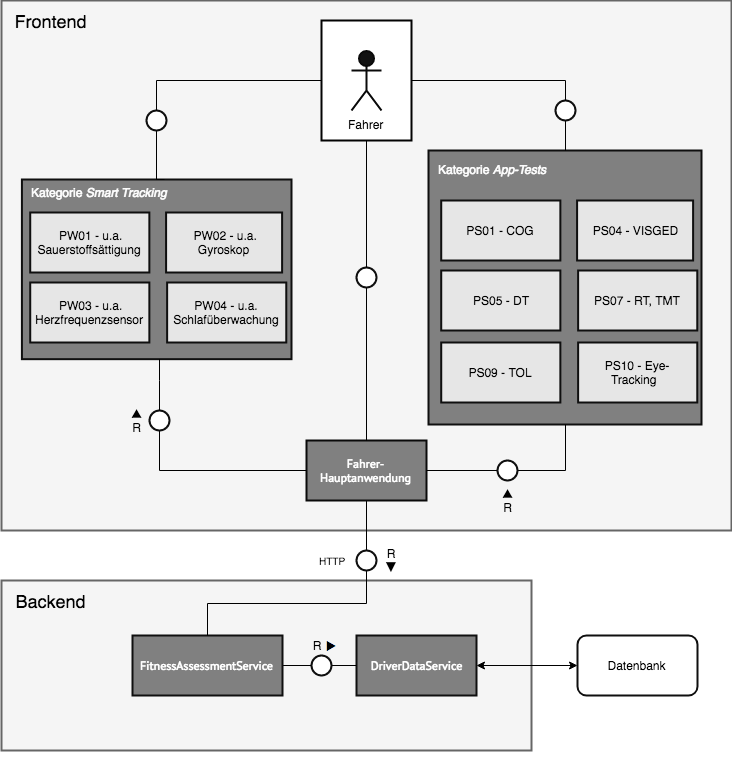 Frontend
Fahrer
Kategorie Smart Tracking
PW01 - u.a.
Sauerstoffsättigung
PW02 - u.a.
Gyroskop
PW03 - u.a.
Herzfrequenzsensor
PW04 - u.a.
Schlafüberwachung
Kategorie App-Tests
PS01 - COG
PS04 - VISGED
PS05 - DT
PS07 - RT, TMT
PS09 - TOL
PS10 - Eye-
Tracking
R
Fahrer-
Hauptanwendung
R
HTTP
R
Backend
FitnessAssessmentService
R
DriverDataService
Datenbank